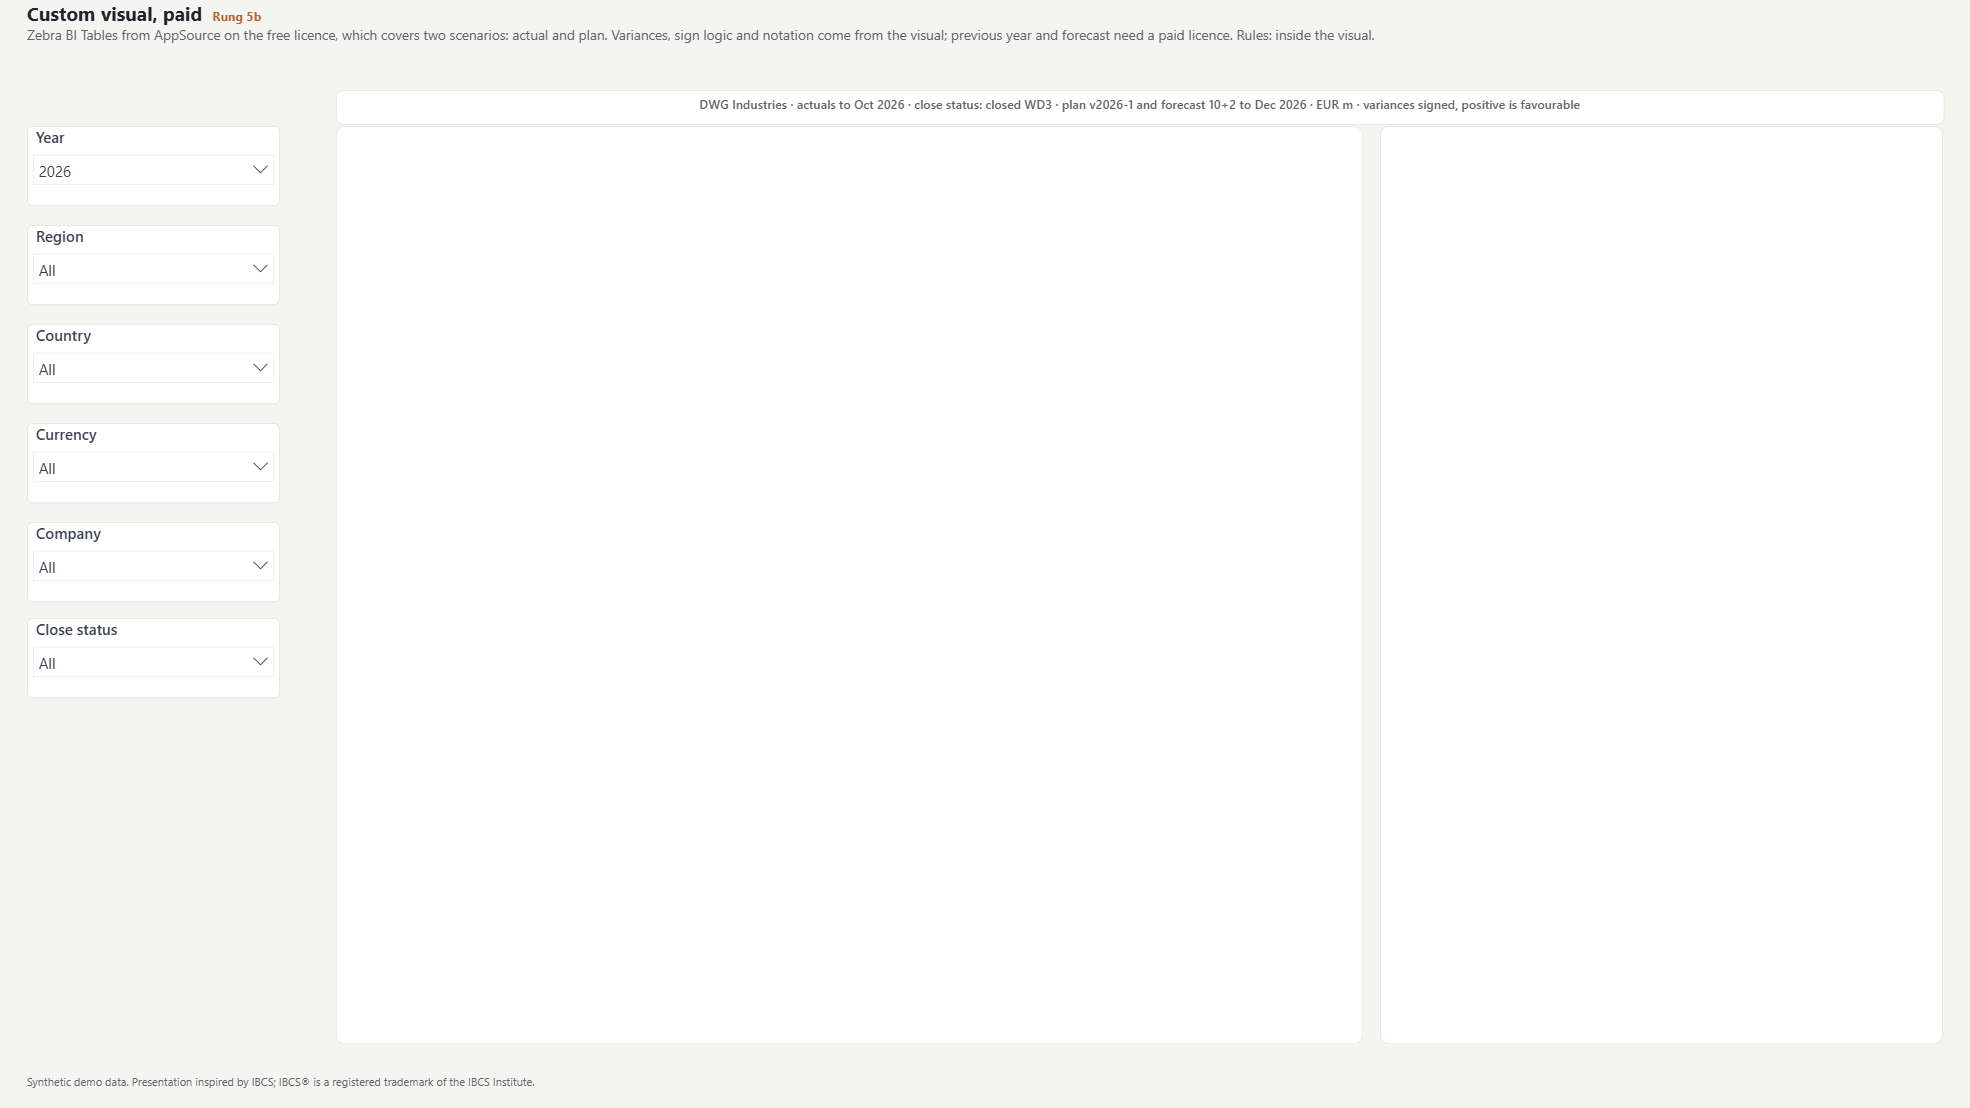 Custom visual, paid Rung 5b
Zebra BI Tables from AppSource on the free licence, which covers two scenarios: actual and plan. Variances, sign logic and notation come from the visual; previous year and forecast need a paid licence. Rules: inside the visual.
DWG Industries · actuals to Oct 2026 · close status: closed WD3 · plan v2026-1 and forecast 10+2 to Dec 2026 · EUR m · variances signed, positive is favourable
Year
2026
Region
All
Country
All
Currency
All
Company
All
Close status
All
Synthetic demo data. Presentation inspired by IBCS; IBCS® is a registered trademark of the IBCS Institute.